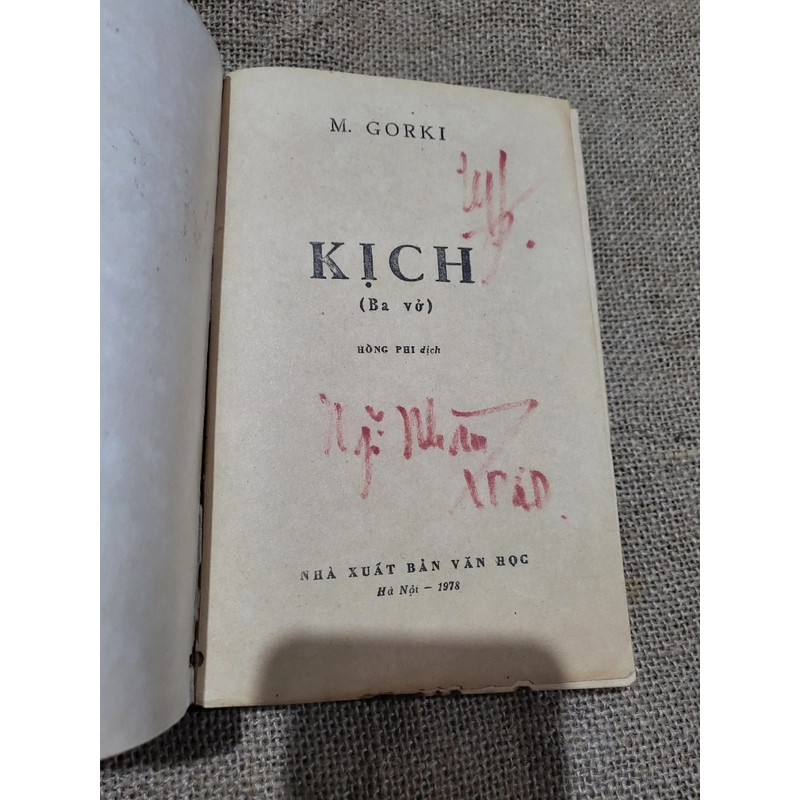 M. GORKI
KỊCH
(Ba vở)
HỒNG PHI dịch
NHÀ XUẤT BẢN VĂN HỌC
Hà Nội — 1978